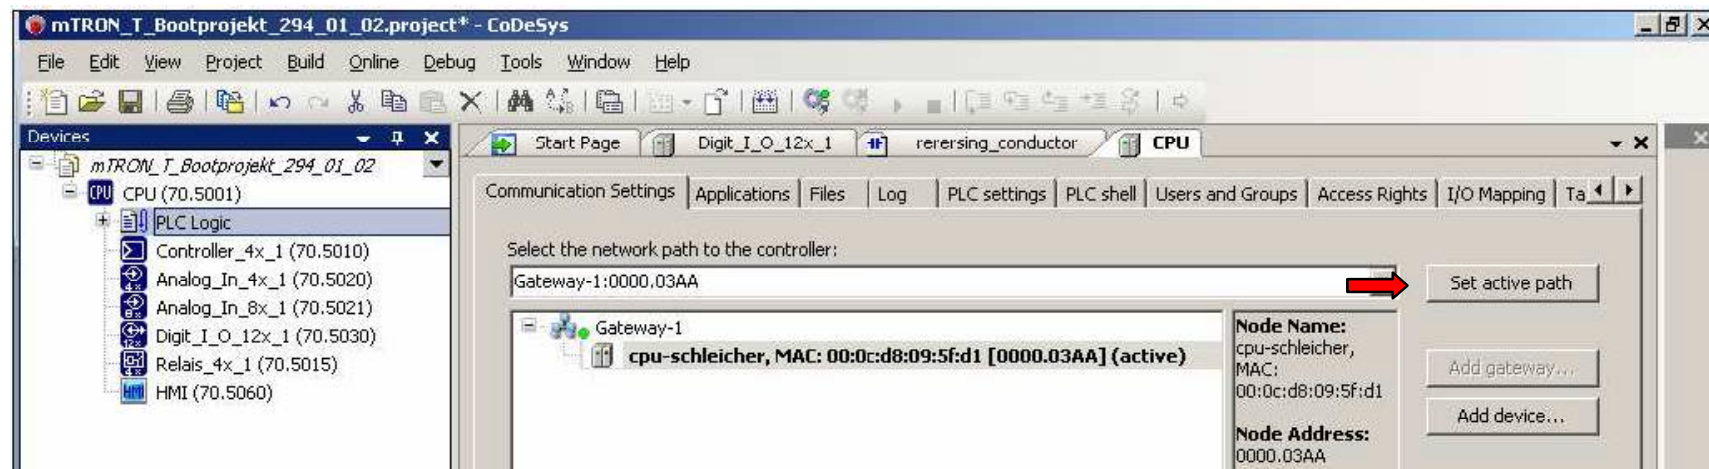 mTRON_T_Bootprojekt_294_01_02.project* - CoDeSys
File Edit View Project Build Online Debug Tools Window Help
Devices
mTRON_T_Bootprojekt_294_01_02
CPU (70.5001)
PLC Logic
Controller_4x_1 (70.5010)
Analog_In_4x_1 (70.5020)
Analog_In_8x_1 (70.5021)
Digit_I_O_12x_1 (70.5030)
Relais_4x_1 (70.5015)
HMI (70.5060)
Start Page Digit_I_O_12x_1 rerersing_conductor CPU
Communication Settings Applications Files Log PLC settings PLC shell Users and Groups Access Rights I/O Mapping Ta
Select the network path to the controller:
Gateway-1:0000.03AA
Set active path
Gateway-1
cpu-schleicher, MAC: 00:0c:d8:09:5f:d1 [0000.03AA] (active)
Node Name:
cpu-schleicher,
MAC:
00:0c:d8:09:5f:d1
Node Address:
0000.03AA
Add gateway...
Add device...